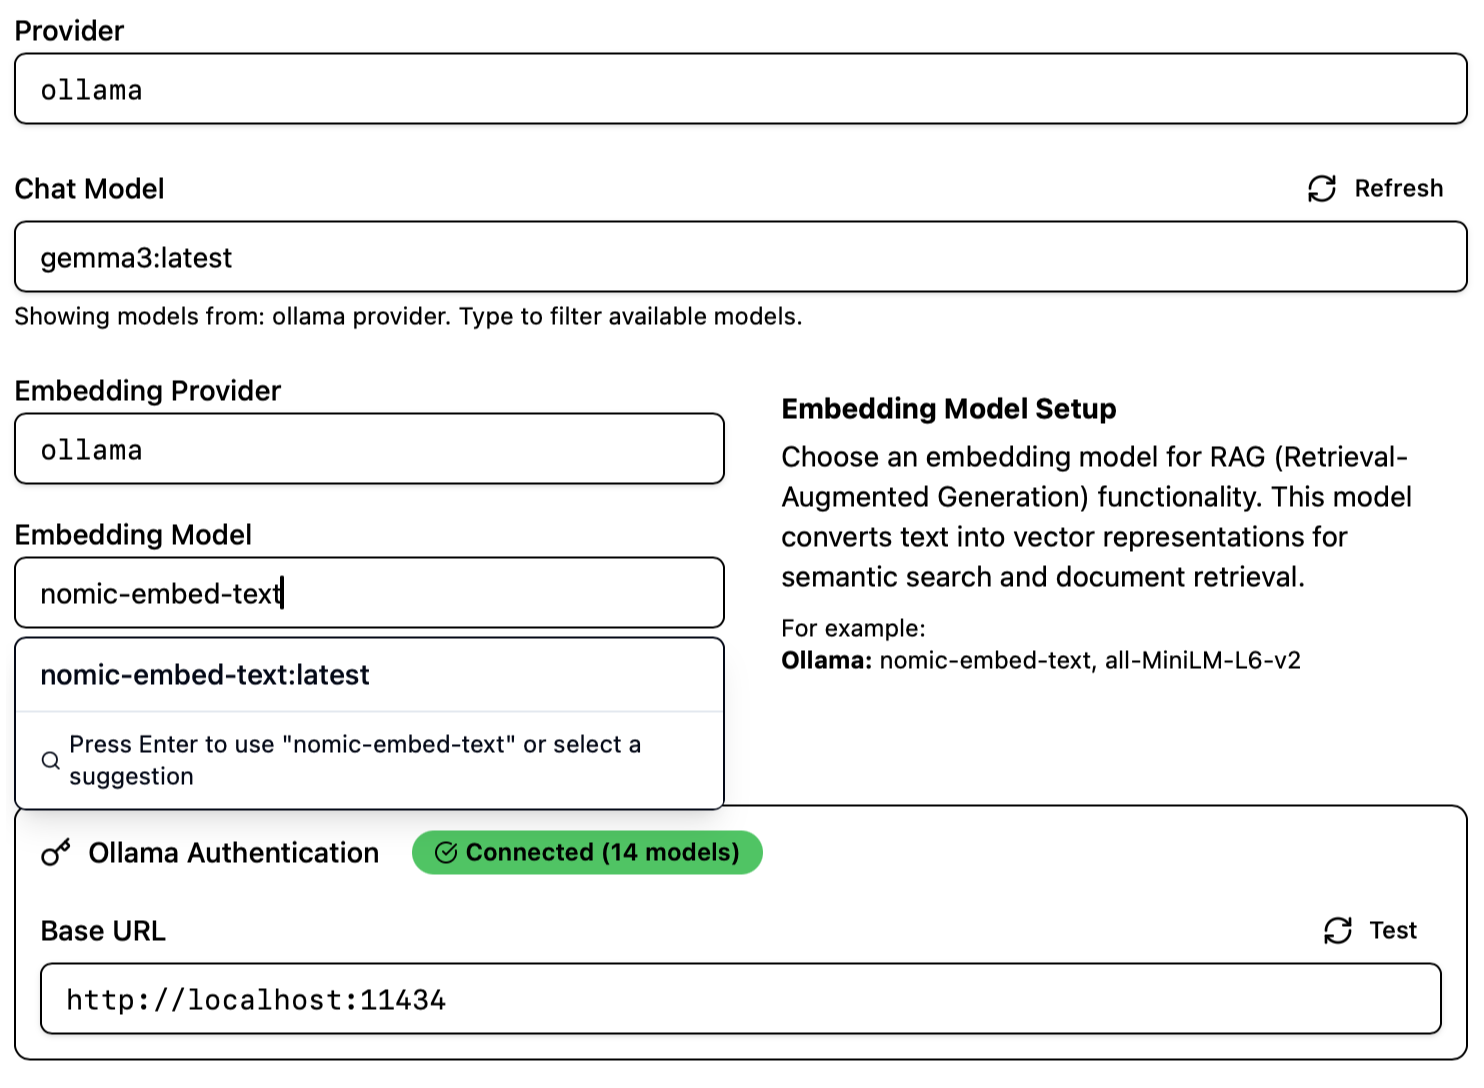 Provider
ollama
Chat Model
Refresh
gemma3:latest
Showing models from: ollama provider. Type to filter available models.
Embedding Provider
ollama
Embedding Model
nomic-embed-text
nomic-embed-text:latest
Press Enter to use "nomic-embed-text" or select a
suggestion
Embedding Model Setup
Choose an embedding model for RAG (Retrieval-
Augmented Generation) functionality. This model
converts text into vector representations for
semantic search and document retrieval.
For example:
Ollama: nomic-embed-text, all-MiniLM-L6-v2
Ollama Authentication
Connected (14 models)
Base URL
Test
http://localhost:11434